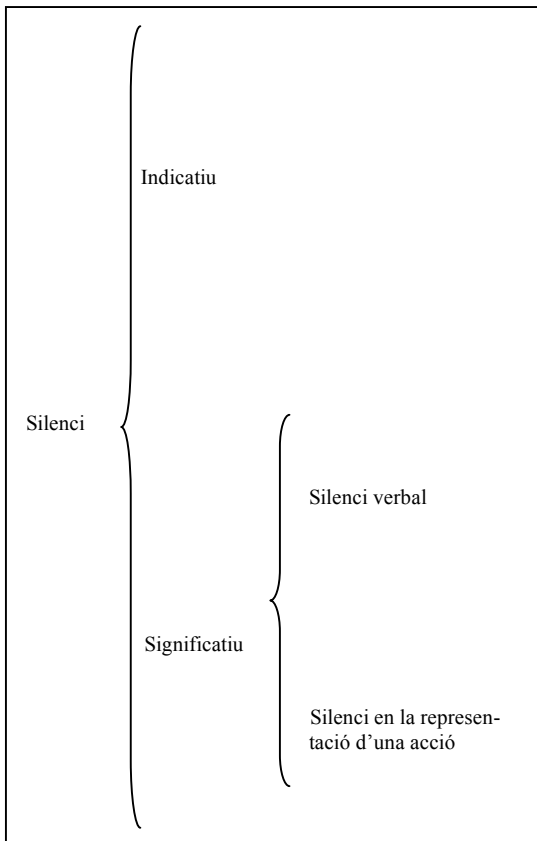 Indicatiu
Silenci
Silenci verbal
Significatiu
Silenci en la represen-
tació d’una acció